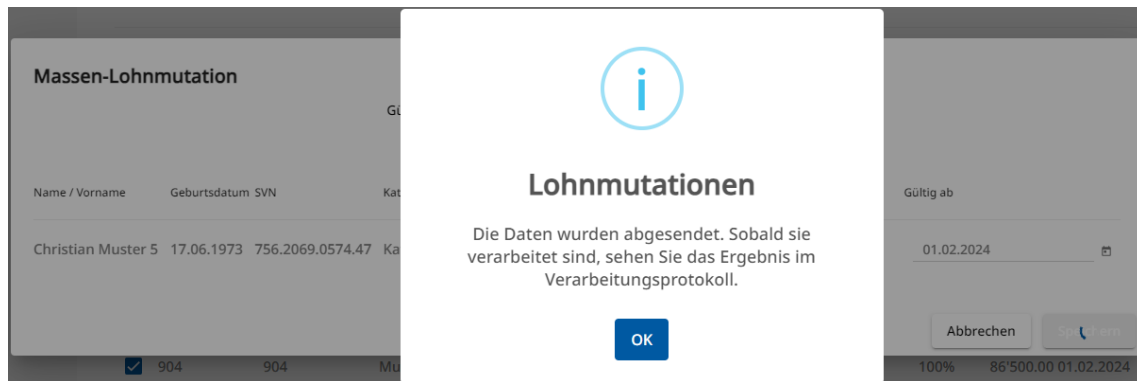 Massen-Lohnmutation
Lohnmutationen
Die Daten wurden abgesendet. Sobald sie
verarbeitet sind, sehen Sie das Ergebnis im
Verarbeitungsprotokoll.
OK
Name / Vorname Geburtsdatum SVN Gültig ab
Christian Muster 5 17.06.1973 756.2069.0574.47 01.02.2024
Abbrechen
904 904 100% 86'500.00 01.02.2024